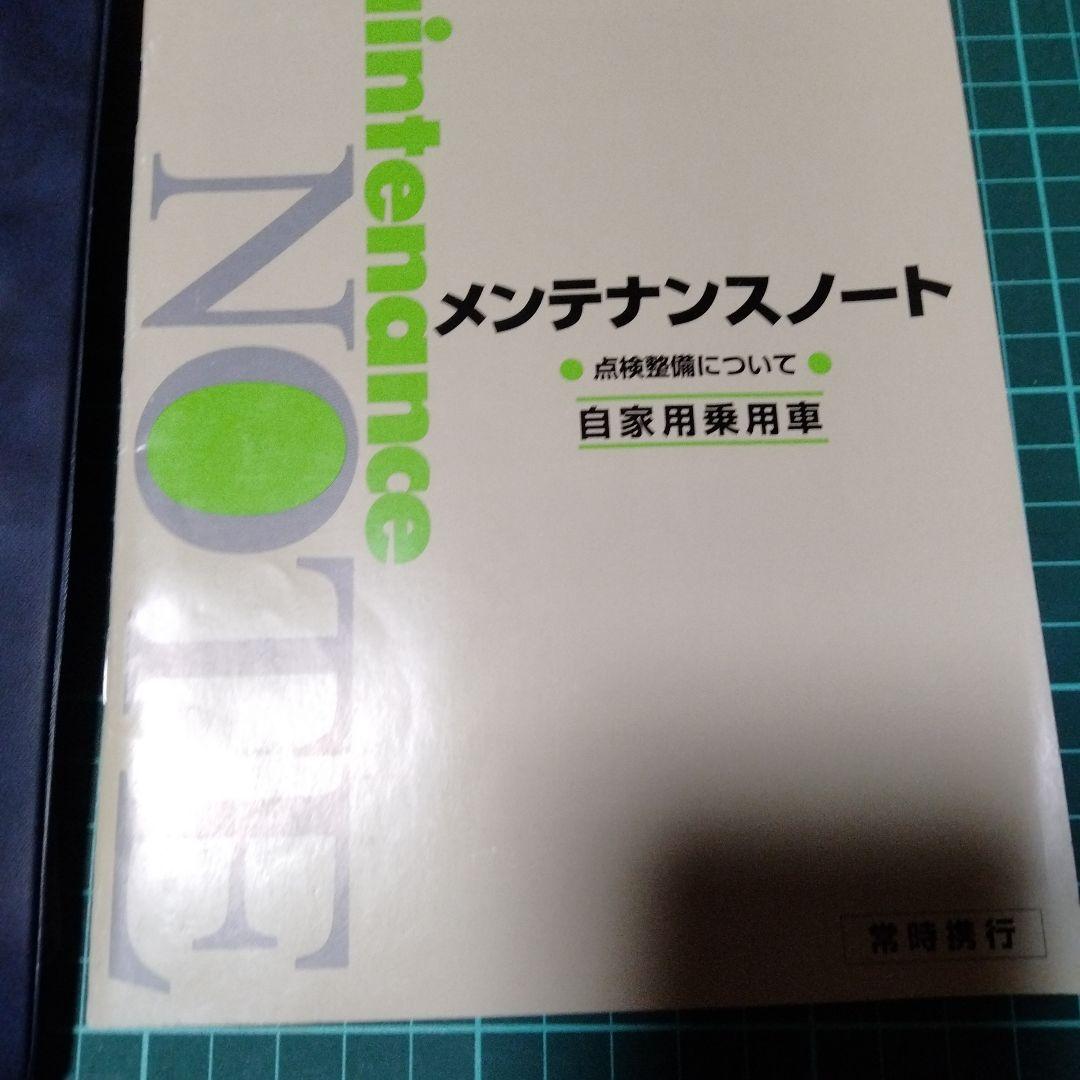 intenance
NOTE
メンテナンスノート
● 点検整備について ●
自家用乗用車
常時携行